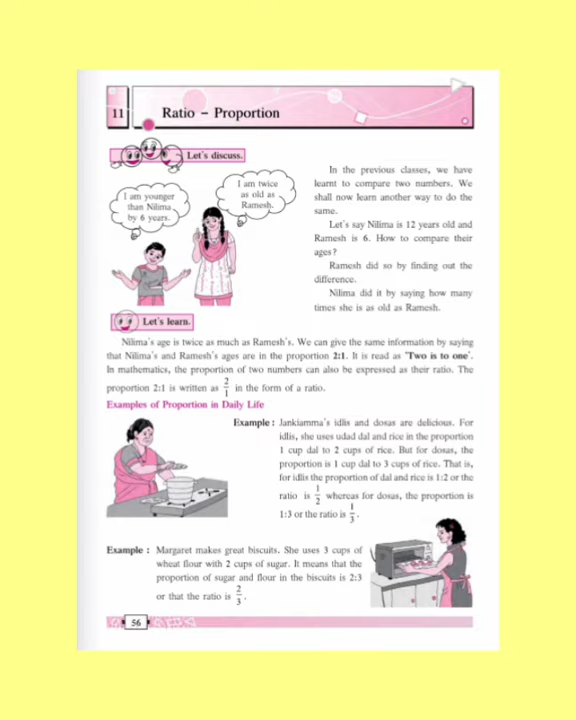 11 Ratio – Proportion
Let's discuss.
I am younger
than Nilima
by 6 years.
I am twice
as old as
Ramesh.
In the previous classes, we have
learnt to compare two numbers. We
shall now learn another way to do the
same.
Let's say Nilima is 12 years old and
Ramesh is 6. How to compare their
ages?
Ramesh did so by finding out the
difference.
Nilima did it by saying how many
times she is as old as Ramesh.
Let's learn.
Nilima's age is twice as much as Ramesh's. We can give the same information by saying
that Nilima's and Ramesh's ages are in the proportion 2:1. It is read as 'Two is to one'.
In mathematics, the proportion of two numbers can also be expressed as their ratio. The
proportion 2:1 is written as 2/1 in the form of a ratio.
Examples of Proportion in Daily Life
Example : Jankiamma's idlis and dosas are delicious. For
idlis, she uses udad dal and rice in the proportion
1 cup dal to 2 cups of rice. But for dosas, the
proportion is 1 cup dal to 3 cups of rice. That is,
for idlis the proportion of dal and rice is 1:2 or the
ratio is 1/2 whereas for dosas, the proportion is
1:3 or the ratio is 1/3.
Example : Margaret makes great biscuits. She uses 3 cups of
wheat flour with 2 cups of sugar. It means that the
proportion of sugar and flour in the biscuits is 2:3
or that the ratio is 2/3.
56